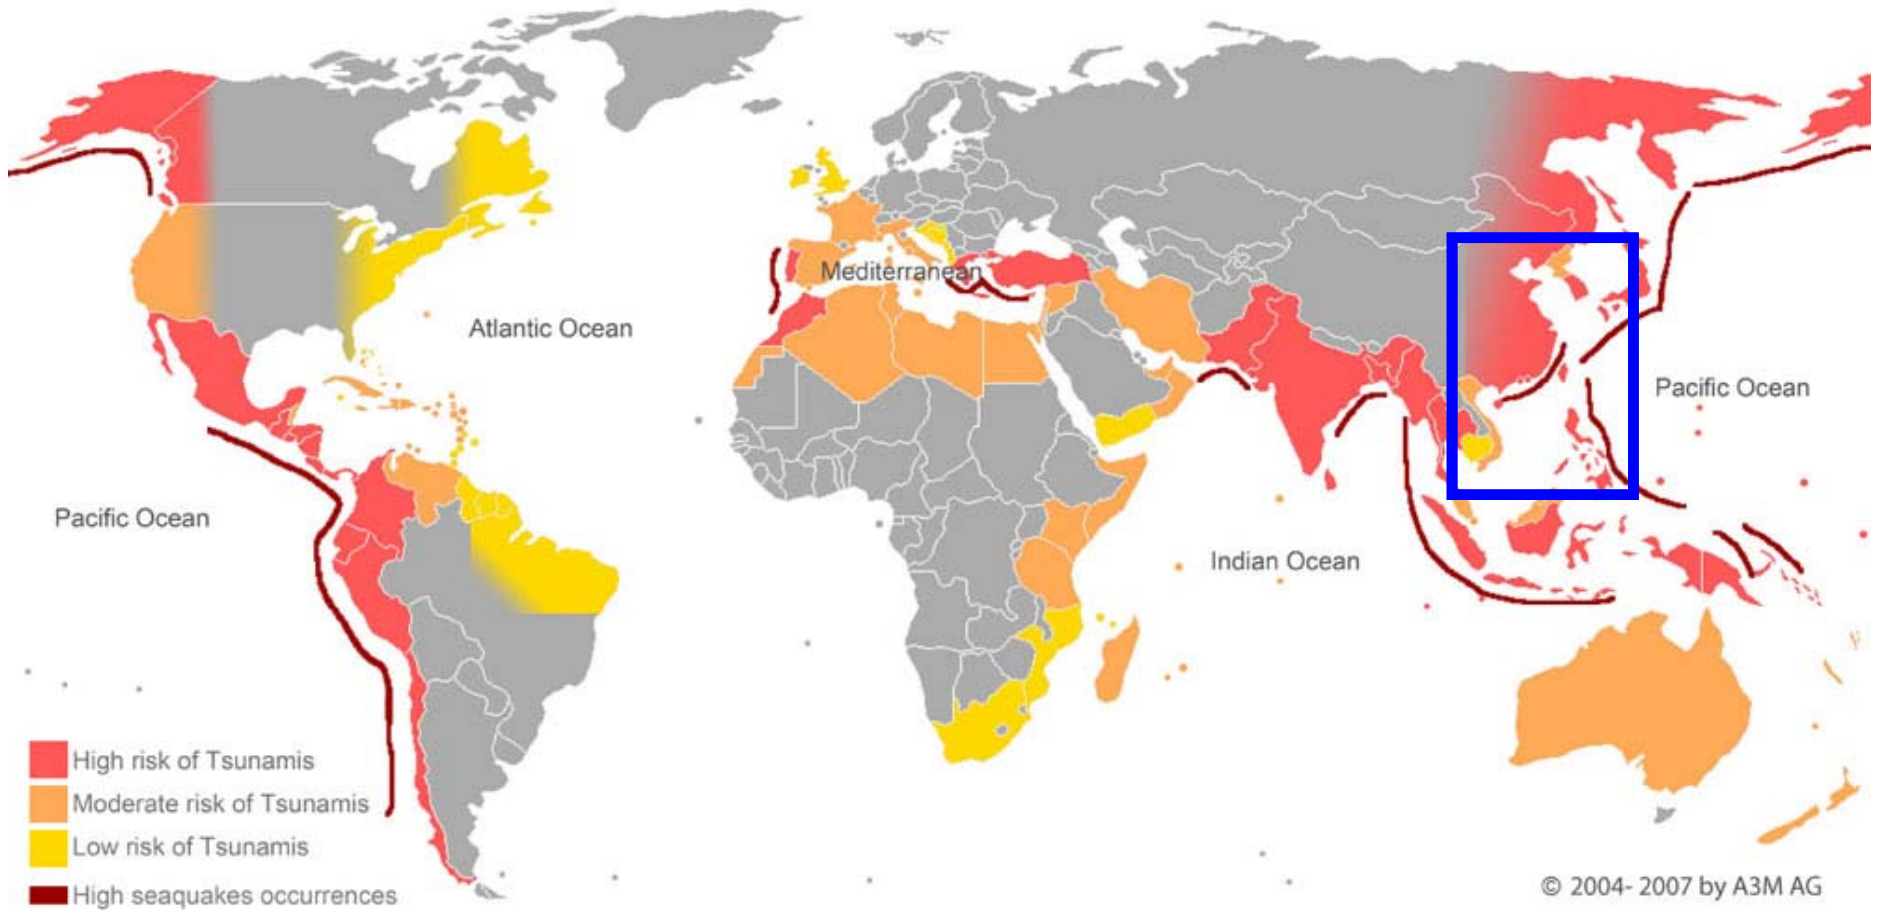 Mediterranean
Atlantic Ocean
Pacific Ocean
Pacific Ocean
Indian Ocean
High risk of Tsunamis
Moderate risk of Tsunamis
Low risk of Tsunamis
High seaquakes occurrences
© 2004- 2007 by A3M AG